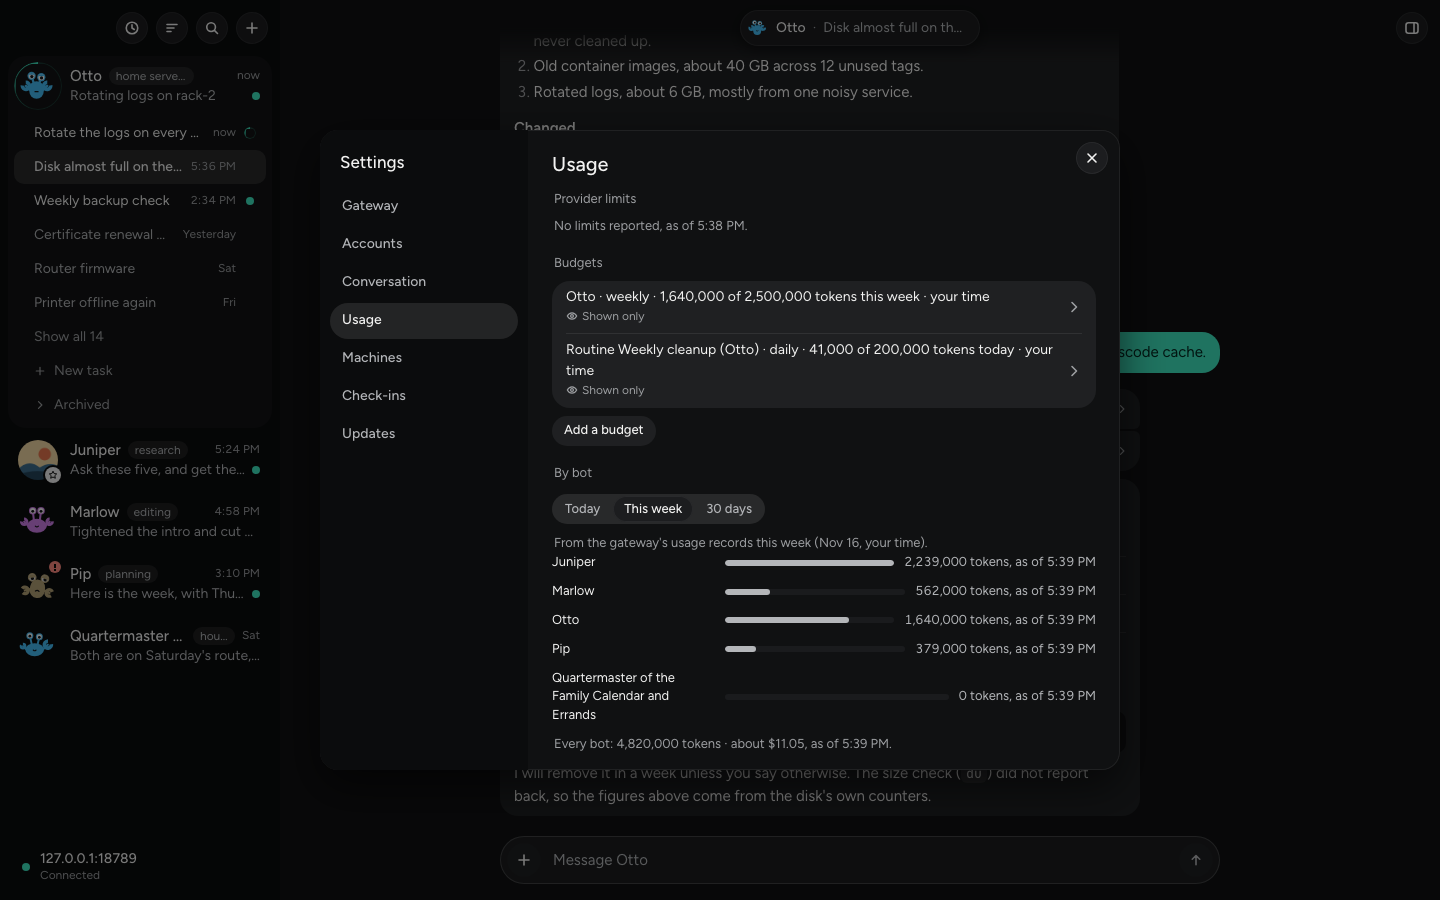 Otto · Disk almost full on th...
Otto home serve... now
Rotating logs on rack-2
Rotate the logs on every ... now
Disk almost full on the... 5:36 PM
Weekly backup check 2:34 PM
Certificate renewal ... Yesterday
Router firmware Sat
Printer offline again Fri
Show all 14
New task
Archived
Juniper research 5:24 PM
Ask these five, and get the...
Marlow editing 4:58 PM
Tightened the intro and cut ...
Pip planning 3:10 PM
Here is the week, with Thu...
Quartermaster ... hou... Sat
Both are on Saturday's route,...
127.0.0.1:18789
Connected
never cleaned up.
2. Old container images, about 40 GB across 12 unused tags.
3. Rotated logs, about 6 GB, mostly from one noisy service.
Changed
Settings
Gateway
Accounts
Conversation
Usage
Machines
Check-ins
Updates
Usage
Provider limits
No limits reported, as of 5:38 PM.
Budgets
Otto · weekly · 1,640,000 of 2,500,000 tokens this week · your time
Shown only
Routine Weekly cleanup (Otto) · daily · 41,000 of 200,000 tokens today · your
time
Shown only
Add a budget
By bot
Today This week 30 days
From the gateway's usage records this week (Nov 16, your time).
Juniper 2,239,000 tokens, as of 5:39 PM
Marlow 562,000 tokens, as of 5:39 PM
Otto 1,640,000 tokens, as of 5:39 PM
Pip 379,000 tokens, as of 5:39 PM
Quartermaster of the
Family Calendar and
Errands
0 tokens, as of 5:39 PM
Every bot: 4,820,000 tokens · about $11.05, as of 5:39 PM.
scode cache.
I will remove it in a week unless you say otherwise. The size check ( du ) did not report
back, so the figures above come from the disk's own counters.
Message Otto